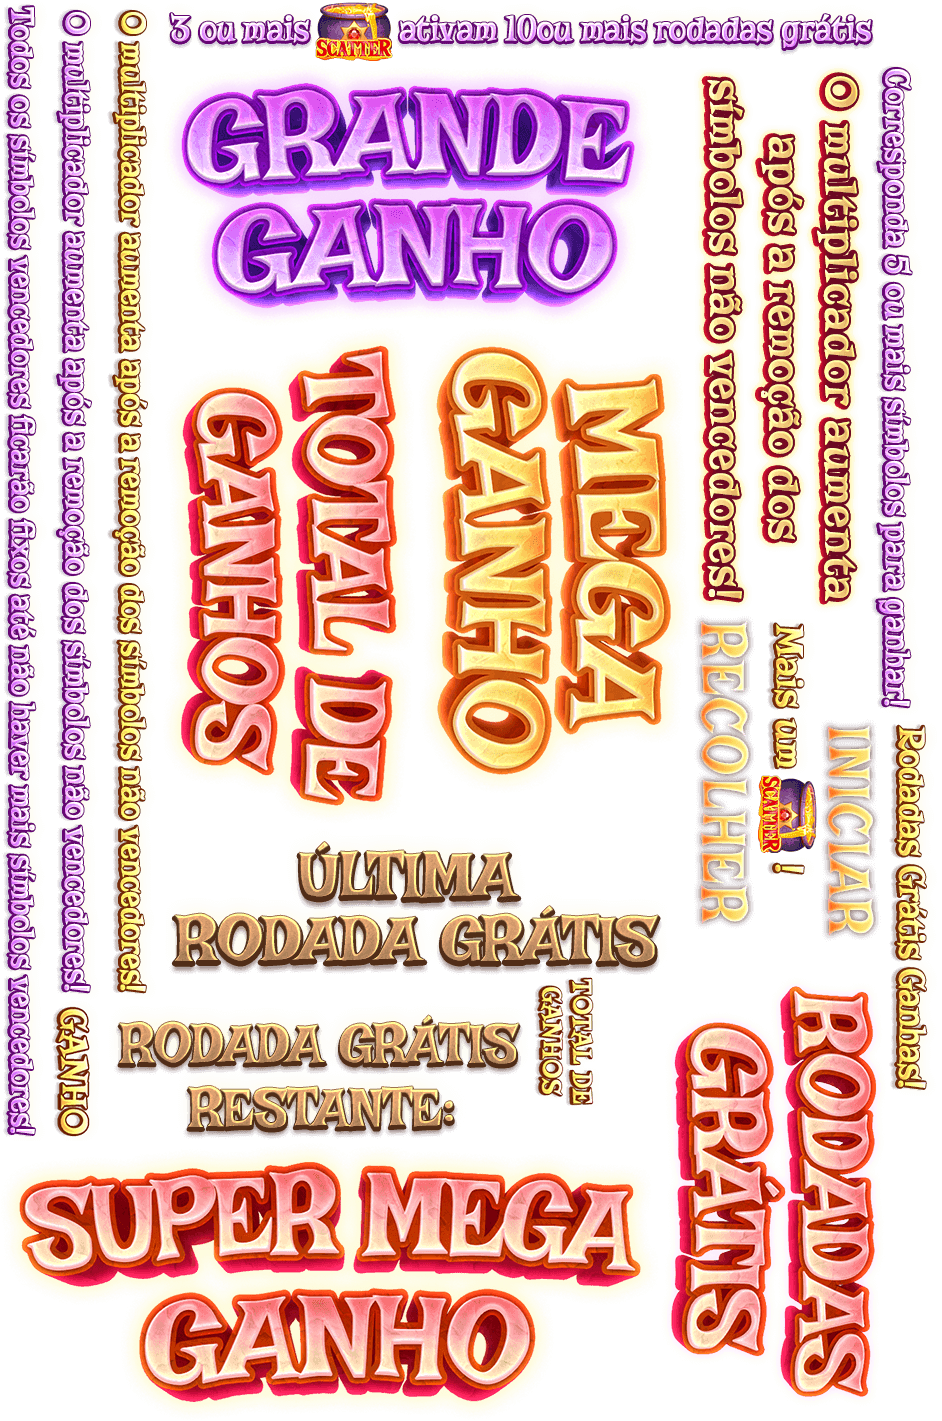 3 ou mais SCATTER ativam 10ou mais rodadas grátis
GRANDE
GANHO
Todos os símbolos vencedores ficarão fixos até não haver mais símbolos vencedores!
O multiplicador aumenta após a remoção dos símbolos não vencedores!
O multiplicador aumenta após a remoção dos símbolos não vencedores!
TOTAL DE
GANHOS
MEGA
GANHO
O multiplicador aumenta
após a remoção dos
símbolos não vencedores!
Corresponda 5 ou mais símbolos para ganhar!
RECOLHER
Mais um SCATTER !
INICIAR
Rodadas Grátis Ganhas!
ÚLTIMA
RODADA GRÁTIS
GANHO
RODADA GRÁTIS
RESTANTE:
TOTAL DE
GANHOS
RODADAS
GRÂTIS
SUPER MEGA
GANHO